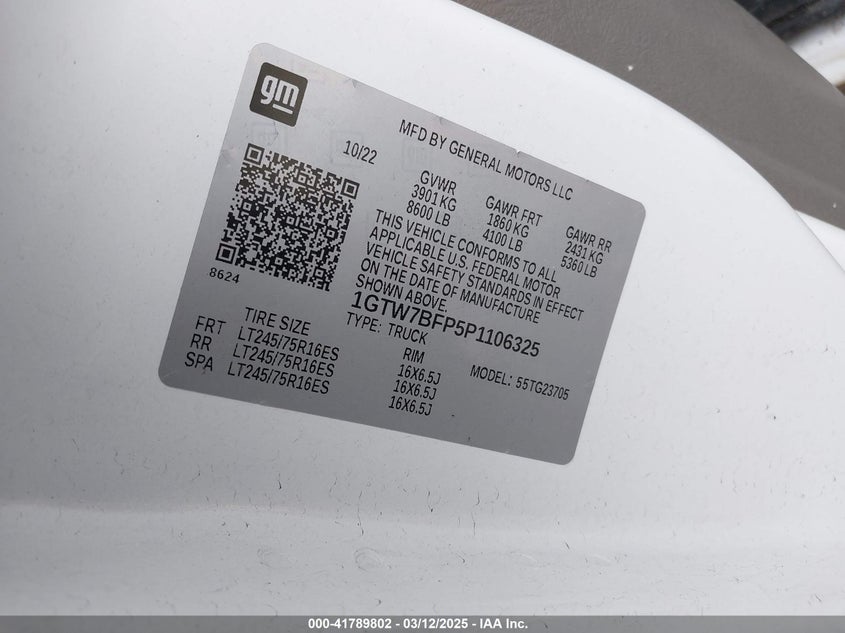 gm
MFD BY GENERAL MOTORS LLC
10/22
GVWR
3901 KG
8600 LB
GAWR FRT
1860 KG
4100 LB
GAWR RR
2431 KG
5360 LB
THIS VEHICLE CONFORMS TO ALL
APPLICABLE U.S. FEDERAL MOTOR
VEHICLE SAFETY STANDARDS IN EFFECT
ON THE DATE OF MANUFACTURE
SHOWN ABOVE.
8624
1GTW7BFP5P1106325
TYPE: TRUCK
MODEL: 55TG23705
TIRE SIZE
RIM
FRT LT245/75R16ES 16X6.5J
RR LT245/75R16ES 16X6.5J
SPA LT245/75R16ES 16X6.5J
000-41789802 - 03/12/2025 - IAA Inc.